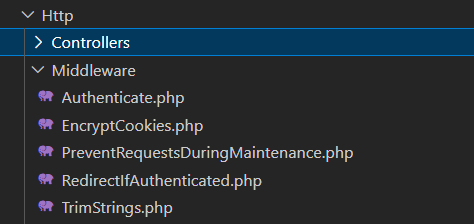 Http
Controllers
Middleware
Authenticate.php
EncryptCookies.php
PreventRequestsDuringMaintenance.php
RedirectIfAuthenticated.php
TrimStrings.php